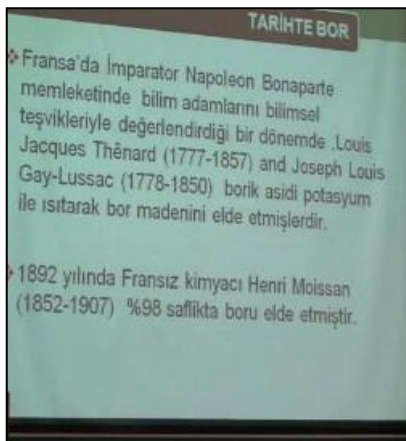 TARİHTE BOR
Fransa'da İmparator Napoleon Bonaparte
memleketinde bilim adamlarını bilimsel
teşvikleriyle değerlendirdiği bir dönemde ,Louis
Jacques Thênard (1777-1857) and Joseph Louis
Gay-Lussac (1778-1850) borik asidi potasyum
ile ısıtarak bor madenini elde etmişlerdir.
1892 yılında Fransız kimyacı Henri Moissan
(1852-1907) %98 saflikta boru elde etmiştir.